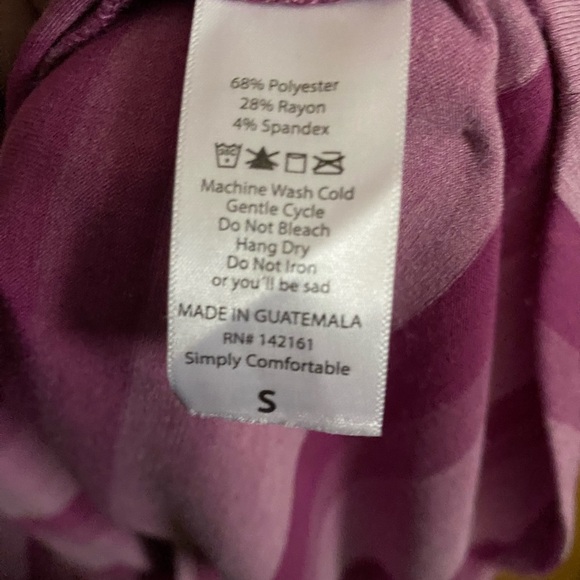 68% Polyester
28% Rayon
4% Spandex
30C
Machine Wash Cold
Gentle Cycle
Do Not Bleach
Hang Dry
Do Not Iron
or you'll be sad
MADE IN GUATEMALA
RN# 142161
Simply Comfortable
S